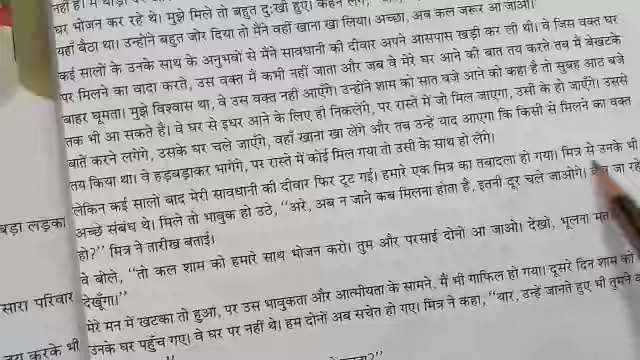 घर भोजन कर रहे थे। मुझे मिले तो बहुत दुःखी हुए। कहने लगे,
यहाँ बैठा था। उन्होंने बहुत जोर दिया तो मैंने वहीं खाना खा लिया। अच्छा, अब कल जरूर आ जाओ।
कई सालों के उनके साथ के अनुभवों से मैंने सावधानी की दीवार अपने आसपास खड़ी कर ली थी। वे जिस वक्त घर
पर मिलने का वादा करते, उस वक्त मैं कभी नहीं जाता और जब वे मेरे घर आने की बात तय करते तब मैं बेखटके
बाहर घूमता। मुझे विश्वास था, वे उस वक्त नहीं आएँगे। उन्होंने शाम को सात बजे आने को कहा है तो सुबह आठ बजे
तक भी आ सकते हैं। वे घर से इधर आने के लिए ही निकलेंगे, पर रास्ते में जो मिल जाएगा, उसी के हो जाएँगे। उससे
बातें करने लगेंगे, उसके घर चले जाएँगे, वहाँ खाना खा लेंगे और तब उन्हें याद आएगा कि किसी से मिलने का वक्त
तय किया था। वे हड़बड़ाकर भागेंगे, पर रास्ते में कोई मिल गया तो उसी के साथ हो लेंगे।
लेकिन कई सालों बाद मेरी सावधानी की दीवार फिर टूट गई। हमारे एक मित्र का तबादला हो गया। मित्र से उनके भी
बड़ा लड़का अच्छे संबंध थे। मिले तो भावुक हो उठे, “अरे, अब न जाने कब मिलना होता है, इतनी दूर चले जाओगे। जा रहे
हो?” मित्र ने तारीख बताई।
वे बोले, “तो कल शाम को हमारे साथ भोजन करो। तुम और परसाई दोनों आ जाओ। देखो, भूलना मत।
सारा परिवार देखूँगा।”
मेरे मन में खटका तो हुआ, पर उस भावुकता और आत्मीयता के सामने, मैं भी गाफिल हो गया। दूसरे दिन शाम को
करके भी उनके घर पहुँच गए। वे घर पर नहीं थे। हम दोनों अब सचेत हो गए। मित्र ने कहा, “यार, उन्हें जानते हुए भी तुमने